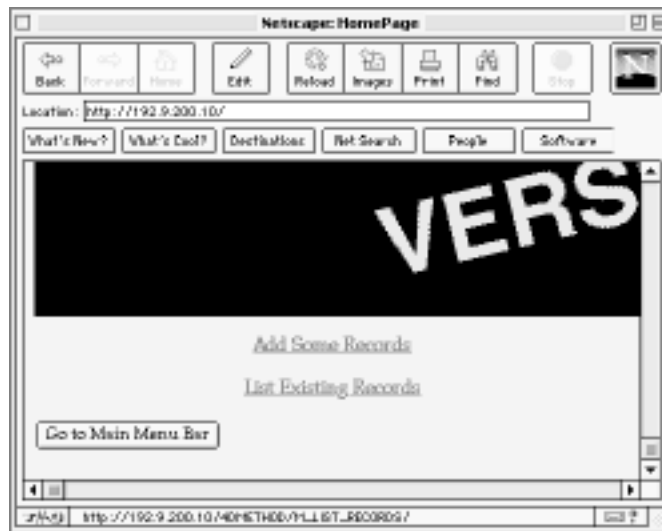 Netscape: HomePage
Back Forward Home Edit Reload Images Print Find Stop N
Location: http://192.9.200.10/
What's New? What's Cool? Destinations Net Search People Software
VERS
Add Some Records
List Existing Records
Go to Main Menu Bar
http://192.9.200.10/4DMETHOD/M_LIST_RECORDS/